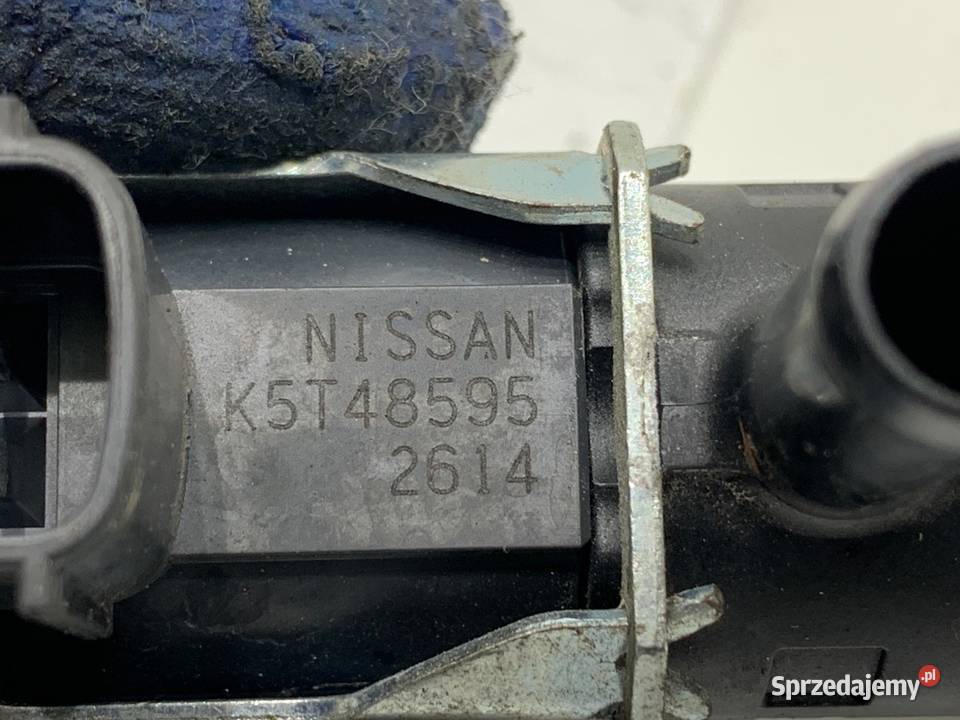 NISSAN
K5T48595
2614
Sprzedajemy.pl